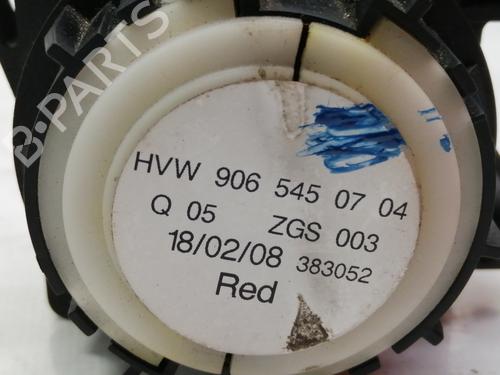 B-PARTS
HVW 906 545 07 04
Q 05 ZGS 003
18/02/08 383052
Red